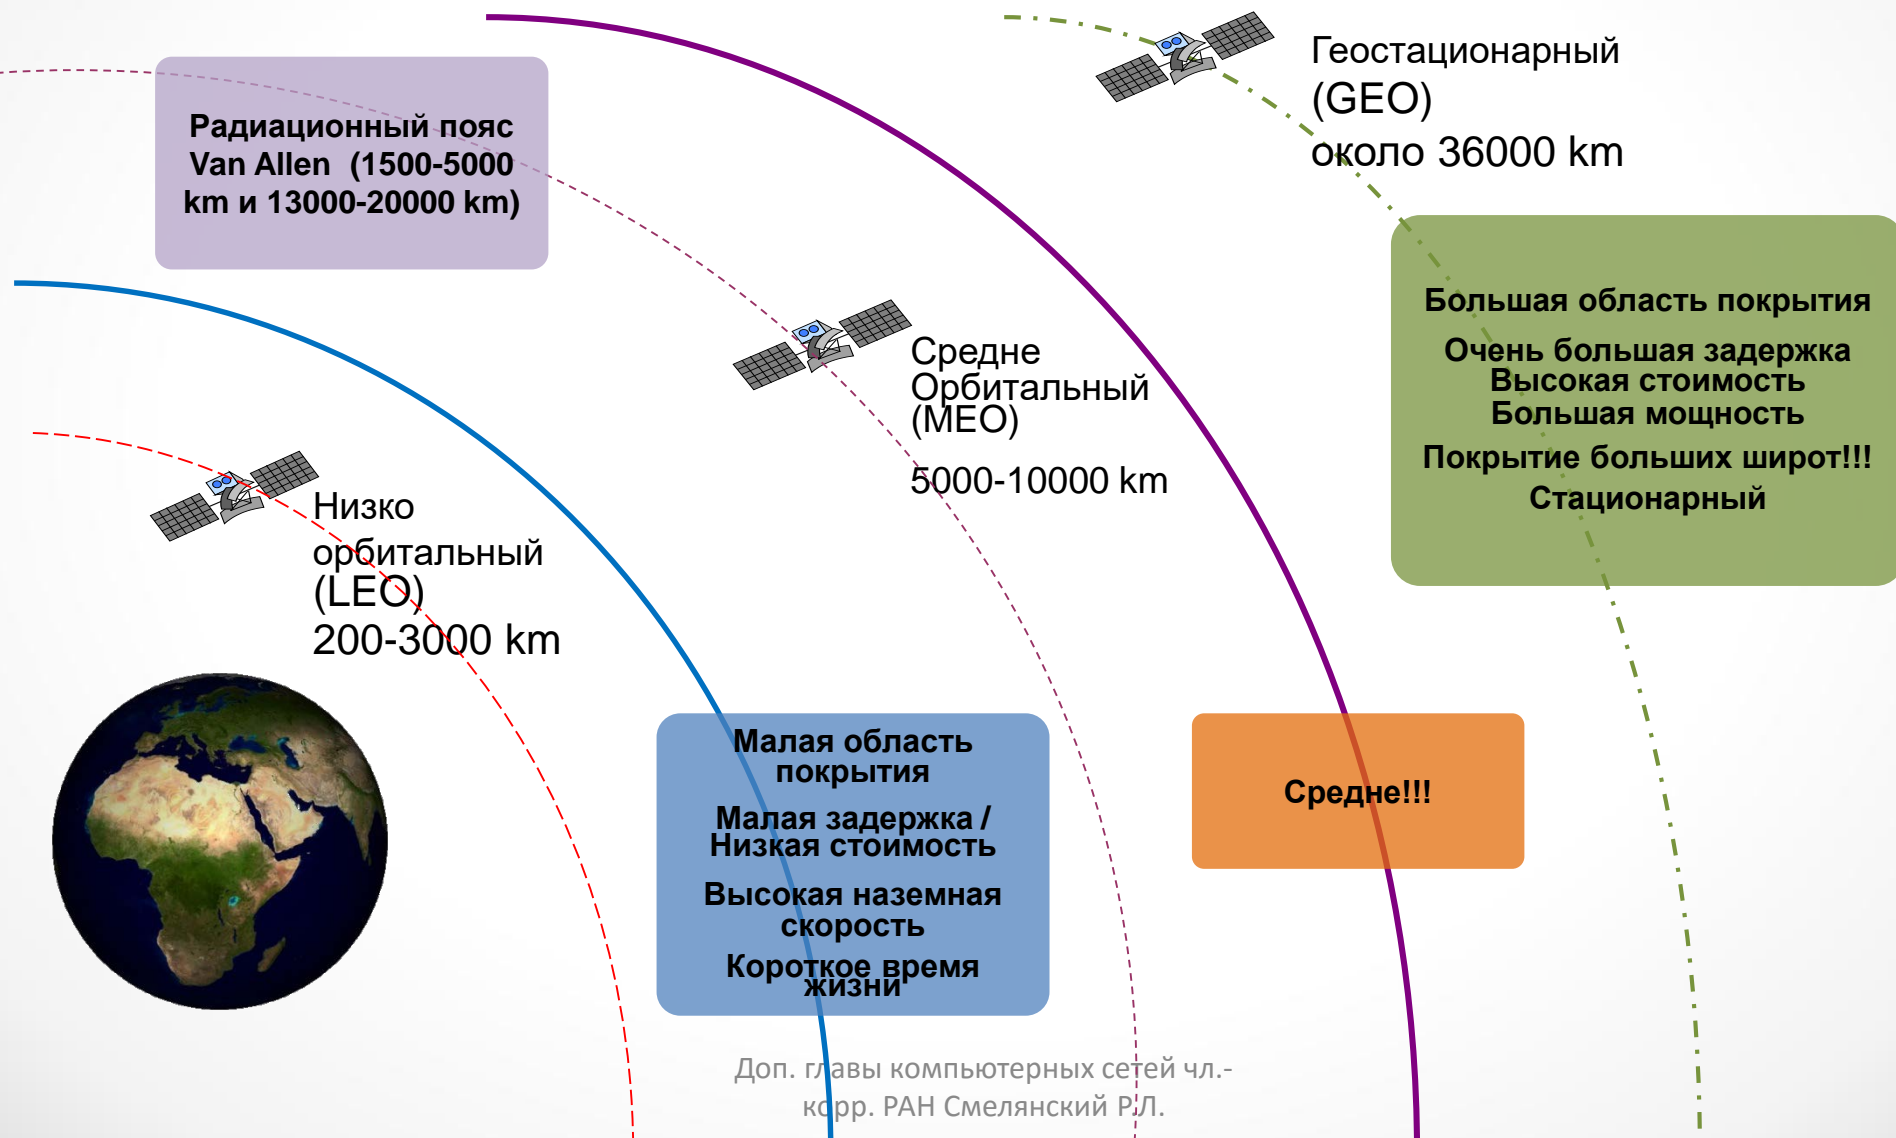 Радиационный пояс
Van Allen (1500-5000
km и 13000-20000 km)
Геостационарный
(GEO)
около 36000 km
Большая область покрытия
Очень большая задержка
Высокая стоимость
Большая мощность
Покрытие больших широт!!!
Стационарный
Средне
Орбитальный
(MEO)
5000-10000 km
Низко
орбитальный
(LEO)
200-3000 km
Малая область
покрытия
Малая задержка /
Низкая стоимость
Высокая наземная
скорость
Короткое время
жизни
Средне!!!
Доп. главы компьютерных сетей чл.-
корр. РАН Смелянский Р.Л.